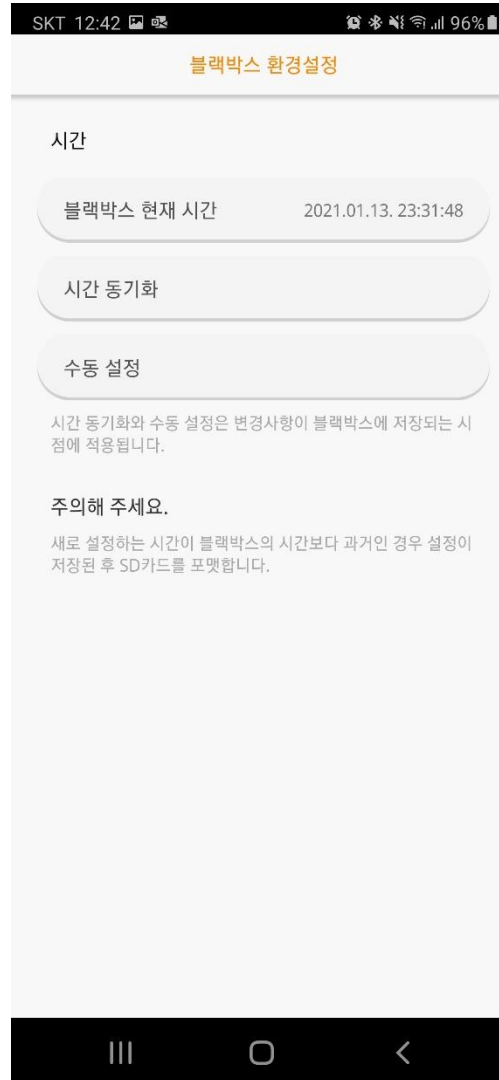 SKT 12:42 96%
블랙박스 환경설정
시간
블랙박스 현재 시간 2021.01.13. 23:31:48
시간 동기화
수동 설정
시간 동기화와 수동 설정은 변경사항이 블랙박스에 저장되는 시
점에 적용됩니다.
주의해 주세요.
새로 설정하는 시간이 블랙박스의 시간보다 과거인 경우 설정이
저장된 후 SD카드를 포맷합니다.